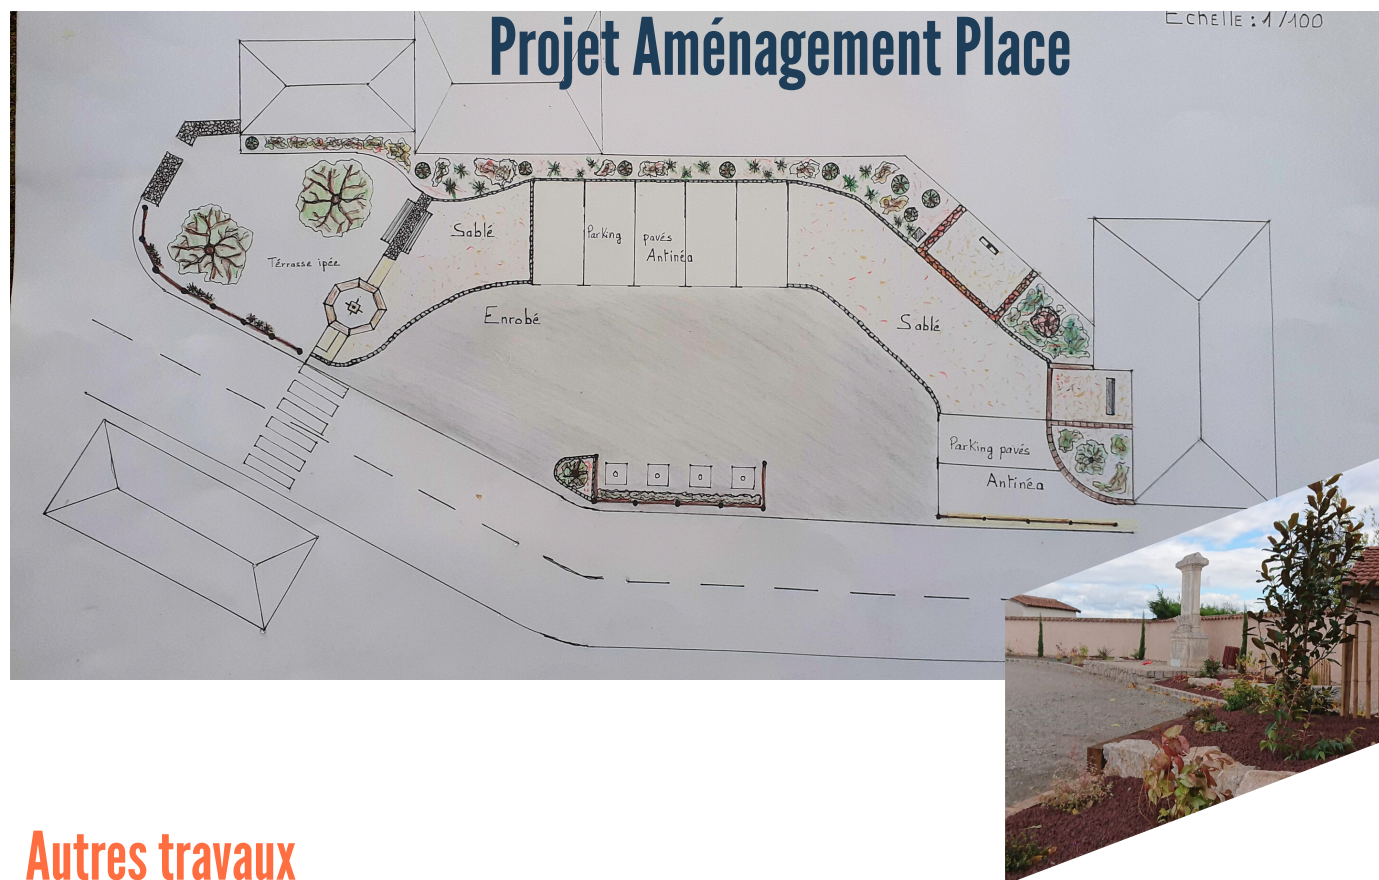 Echelle : 1/100
Projet Aménagement Place
Sablé
Parking pavés
Antinéa
Térrasse ipée
Enrobé
Sablé
Parking pavés
Antinéa
Autres travaux